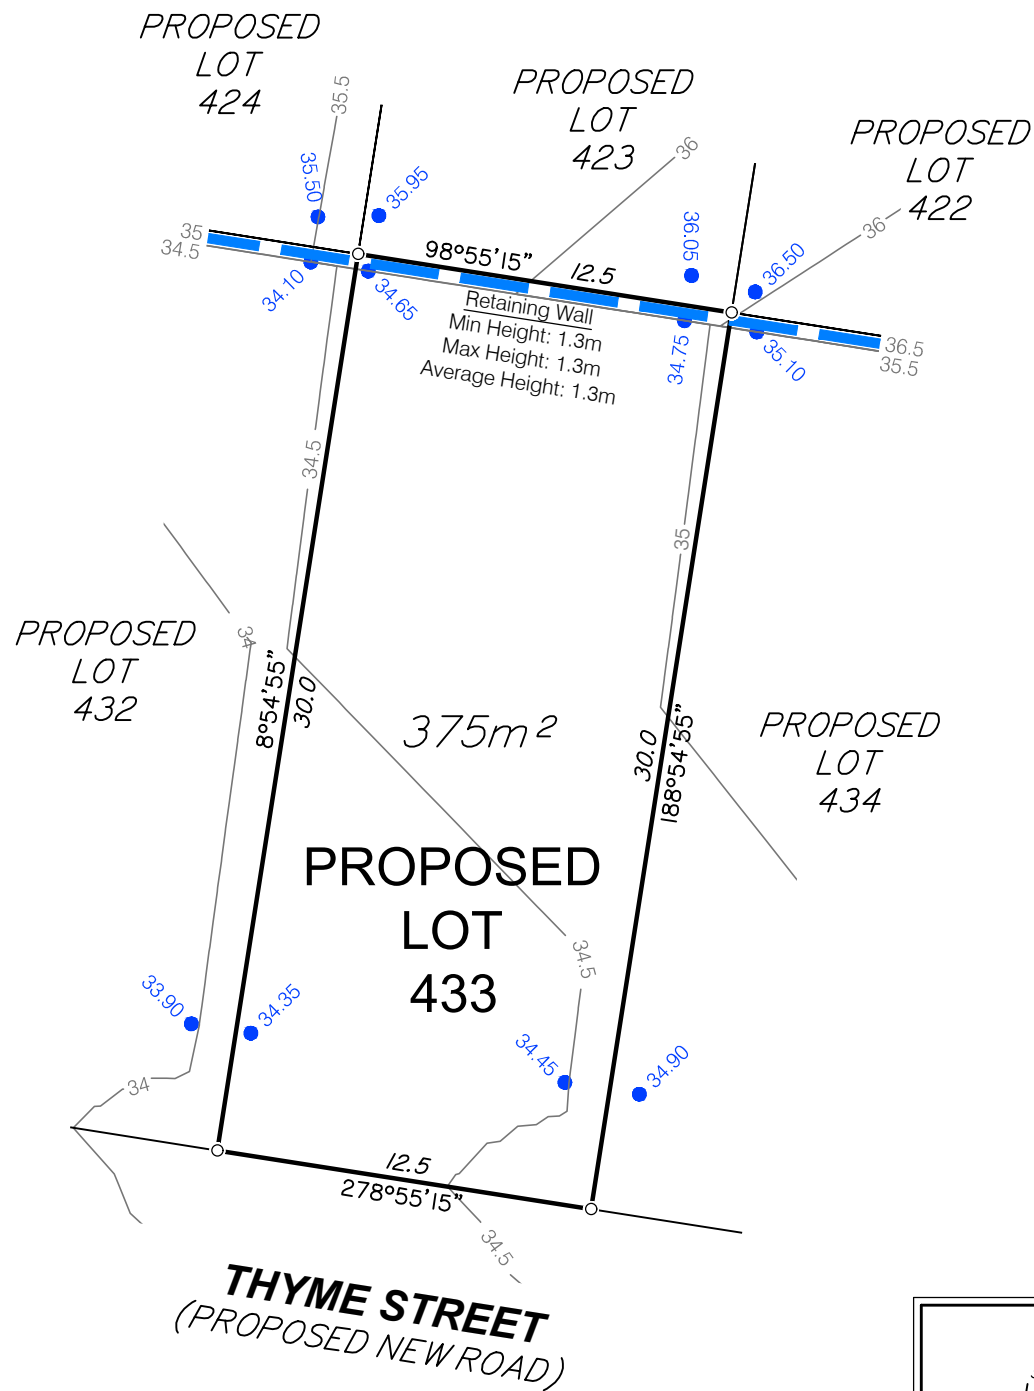 PROPOSED
LOT
424
35.5
PROPOSED
LOT
423
36
PROPOSED
LOT
422
36
35.50
35.95
36.05
36.50
35
34.5
98°55'15"
12.5
34.10
34.65
Retaining Wall
Min Height: 1.3m
Max Height: 1.3m
Average Height: 1.3m
34.75
35.10
36.5
35.5
34.5
35
34
PROPOSED
LOT
432
8°54'55"
30.0
375m²
30.0
188°54'55"
PROPOSED
LOT
434
PROPOSED
LOT
433
34.5
33.90
34.35
34.45
34.90
34
12.5
278°55'15"
34.5
THYME STREET
(PROPOSED NEW ROAD)